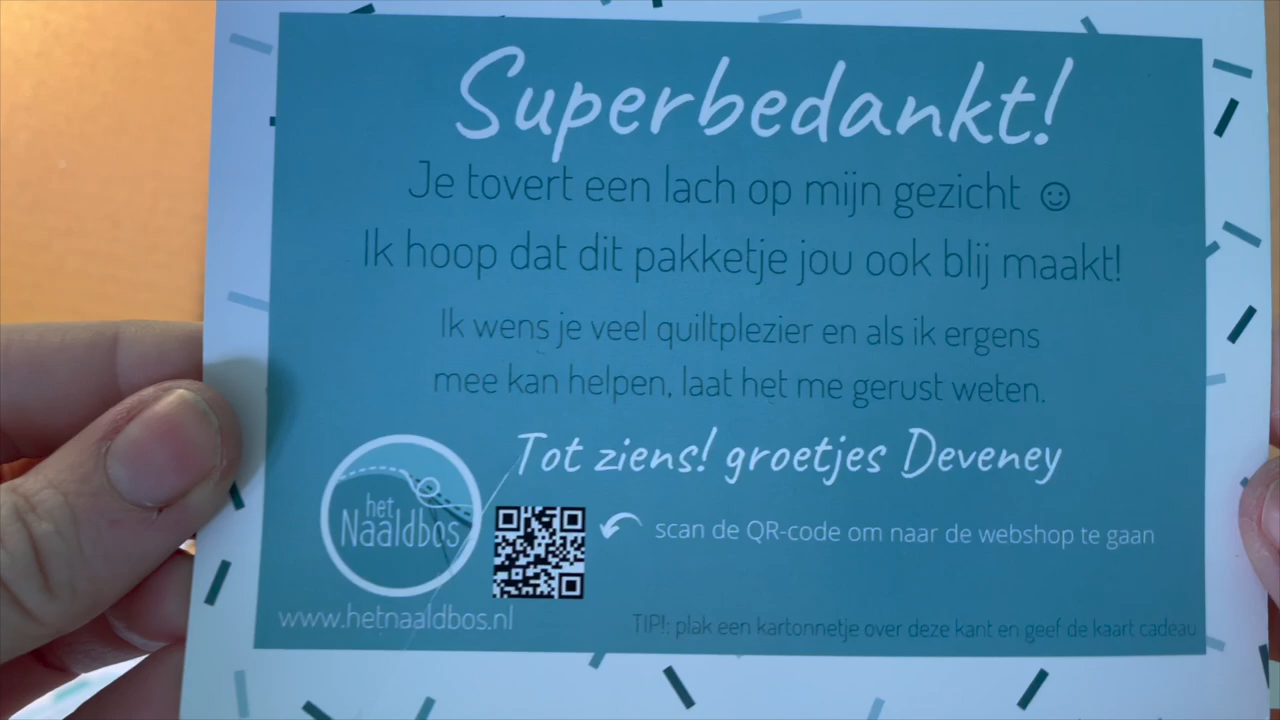 Superbedankt!
Je tovert een lach op mijn gezicht ☺
Ik hoop dat dit pakketje jou ook blij maakt!
Ik wens je veel quiltplezier en als ik ergens
mee kan helpen, laat het me gerust weten.
Tot ziens! groetjes Deveney
het
Naaldbos
scan de QR-code om naar de webshop te gaan
www.hetnaaldbos.nl
TIP!: plak een kartonnetje over deze kant en geef de kaart cadeau